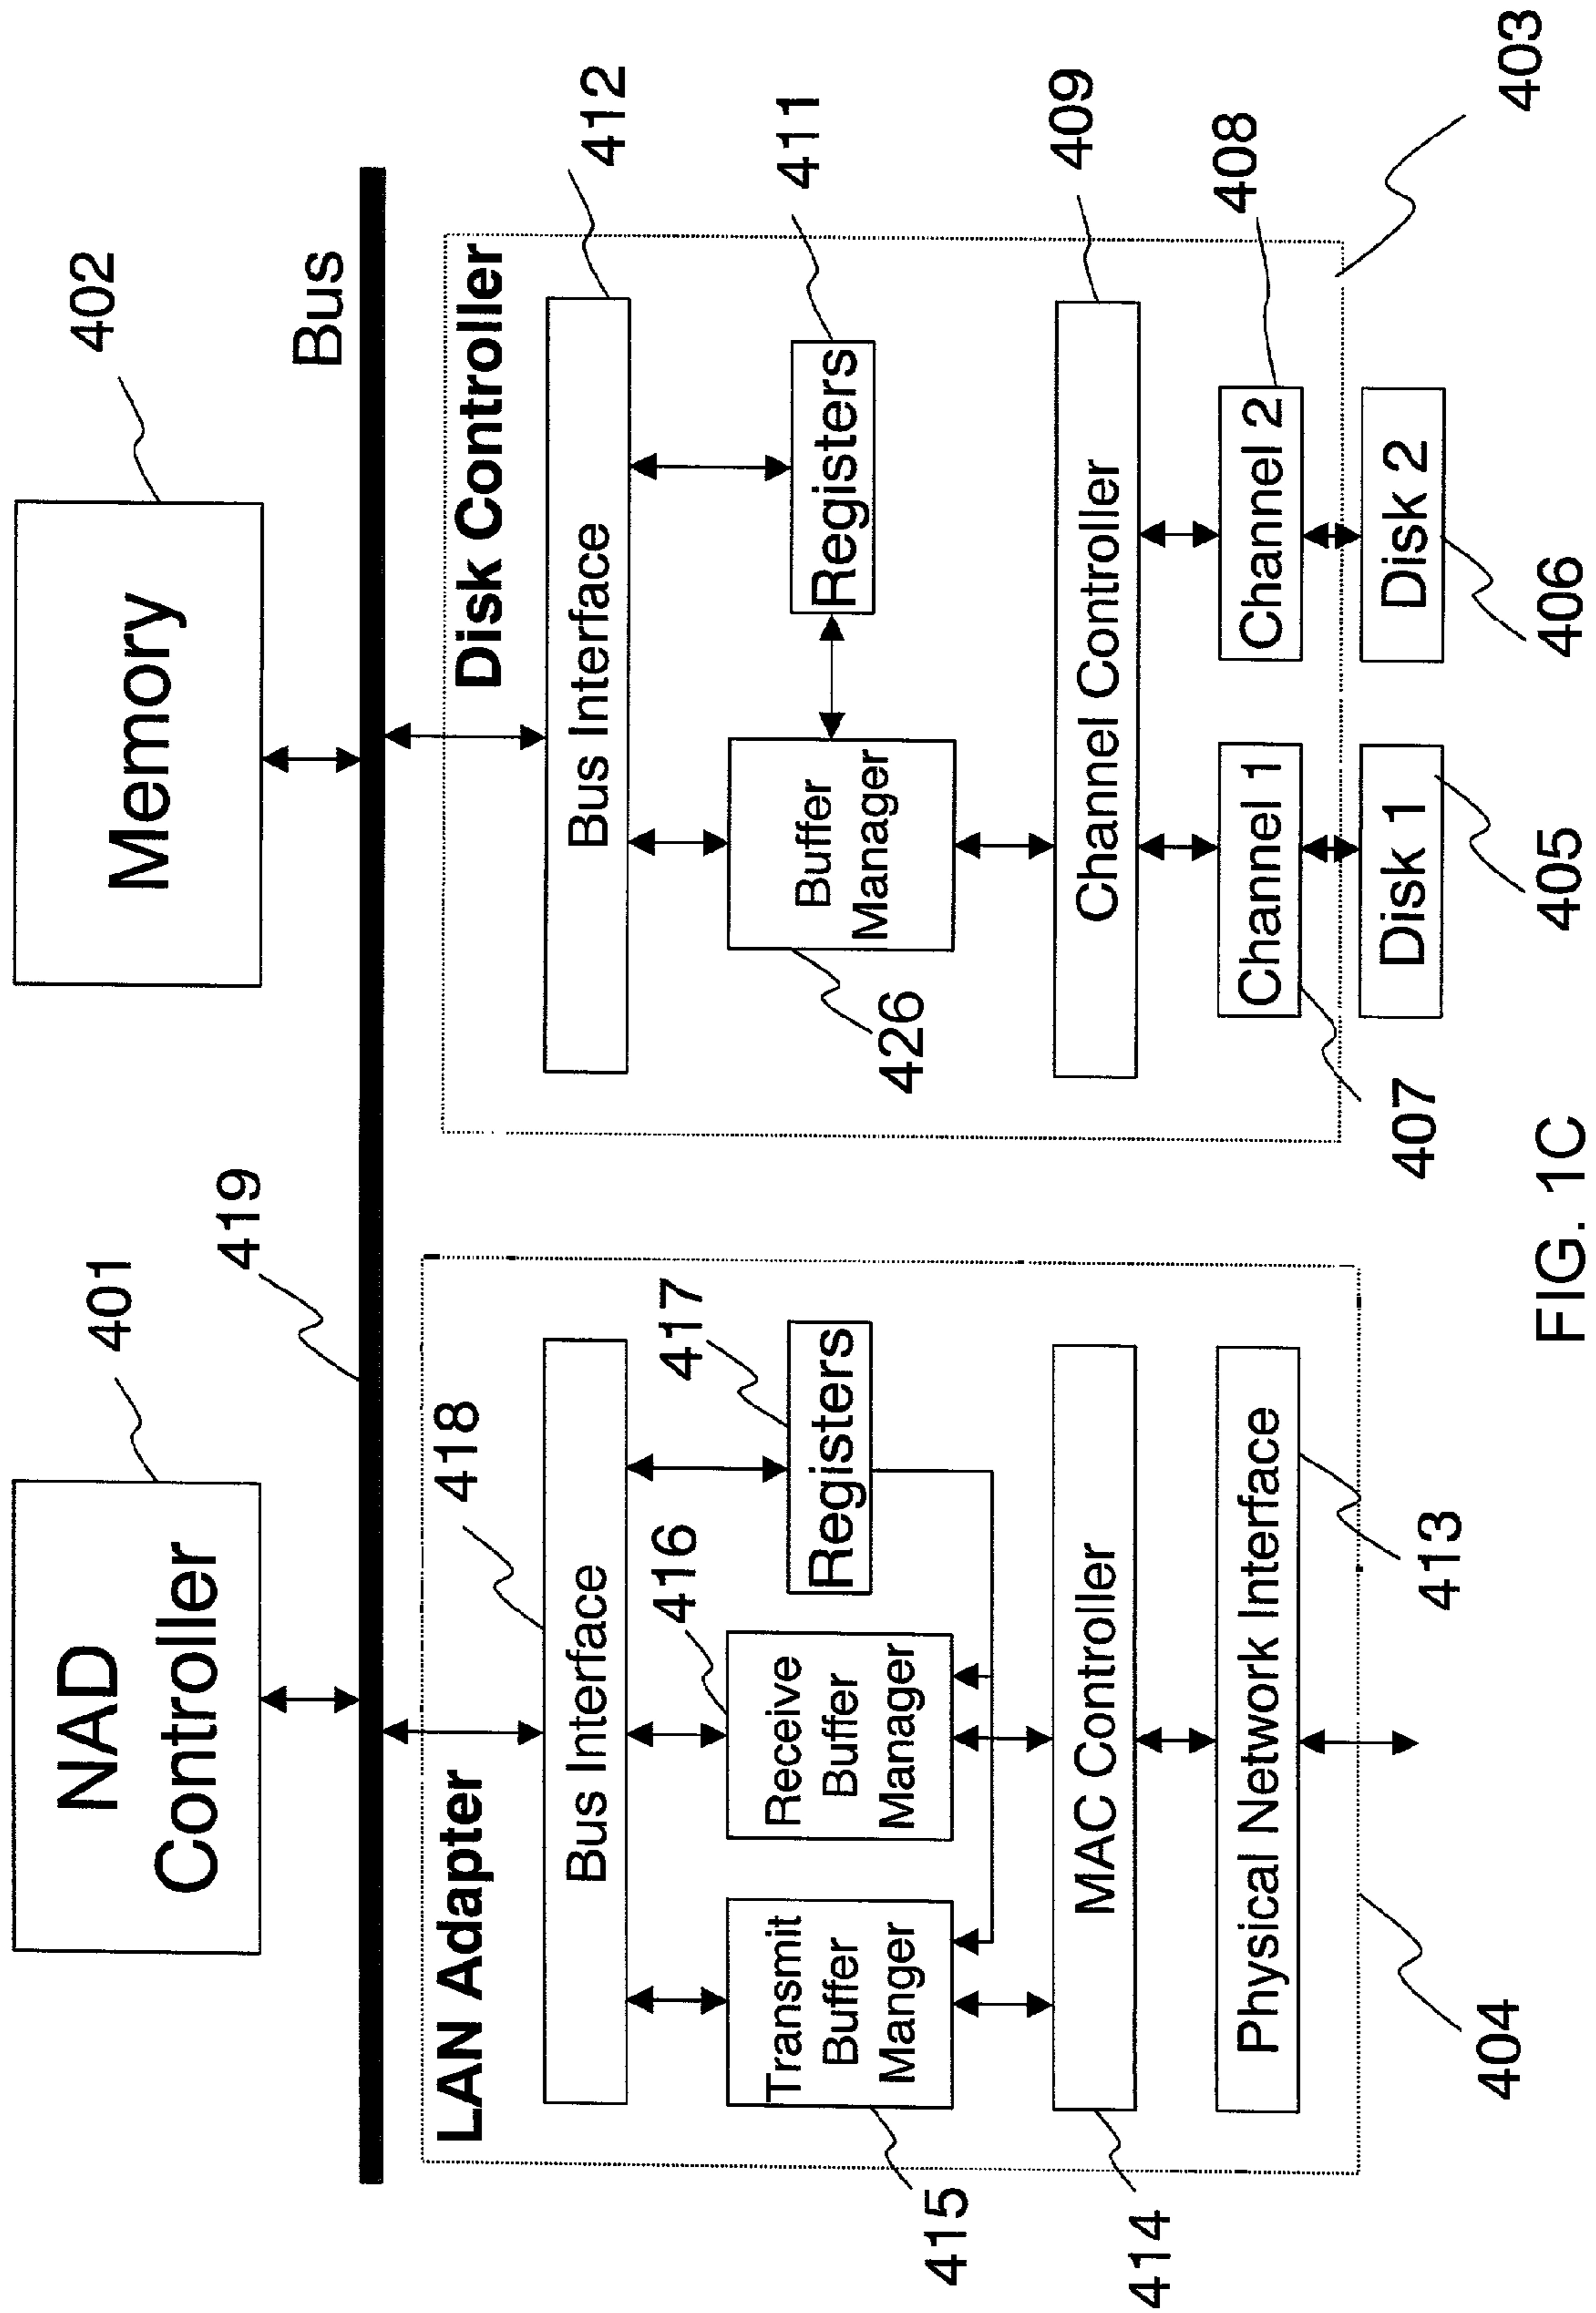 401
402
NAD
Controller
Memory
419
Bus
LAN Adapter
418
Bus Interface
416
417
Transmit
Buffer
Manger
Receive
Buffer
Manager
Registers
415
MAC Controller
414
Physical Network Interface
413
404
Disk Controller
412
Bus Interface
411
Buffer
Manager
Registers
426
409
Channel Controller
408
Channel 1
Channel 2
407
Disk 1
Disk 2
405
406
403
FIG. 1C